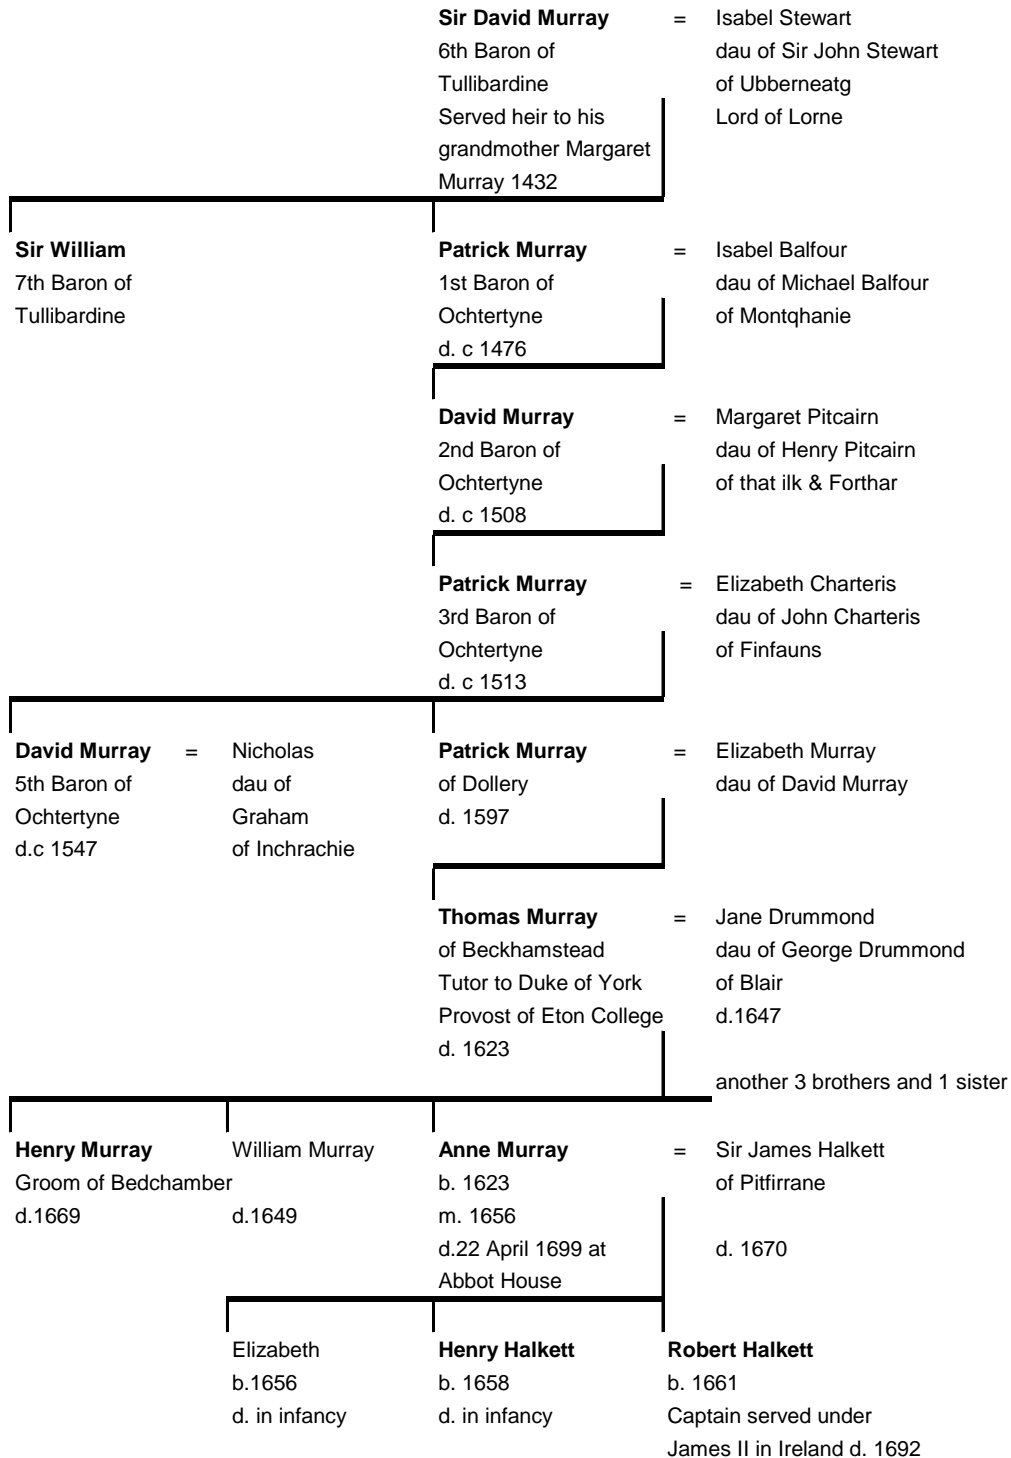 Sir David Murray = Isabel Stewart
6th Baron of dau of Sir John Stewart
Tullibardine of Ubberneatg
Served heir to his Lord of Lorne
grandmother Margaret
Murray 1432
Sir William Patrick Murray = Isabel Balfour
7th Baron of 1st Baron of dau of Michael Balfour
Tullibardine Ochtertyne of Montqhanie
d. c 1476
David Murray = Margaret Pitcairn
2nd Baron of dau of Henry Pitcairn
Ochtertyne of that ilk & Forthar
d. c 1508
Patrick Murray = Elizabeth Charteris
3rd Baron of dau of John Charteris
Ochtertyne of Finfauns
d. c 1513
David Murray = Nicholas Patrick Murray = Elizabeth Murray
5th Baron of dau of of Dollery dau of David Murray
Ochtertyne Graham d. 1597
d.c 1547 of Inchrachie
Thomas Murray = Jane Drummond
of Beckhamstead dau of George Drummond
Tutor to Duke of York of Blair
Provost of Eton College d.1647
d. 1623
another 3 brothers and 1 sister
Henry Murray William Murray Anne Murray = Sir James Halkett
Groom of Bedchamber b. 1623 of Pitfirrane
d.1669 d.1649 m. 1656
d.22 April 1699 at d. 1670
Abbot House
Elizabeth Henry Halkett Robert Halkett
b.1656 b. 1658 b. 1661
d. in infancy d. in infancy Captain served under
James II in Ireland d. 1692